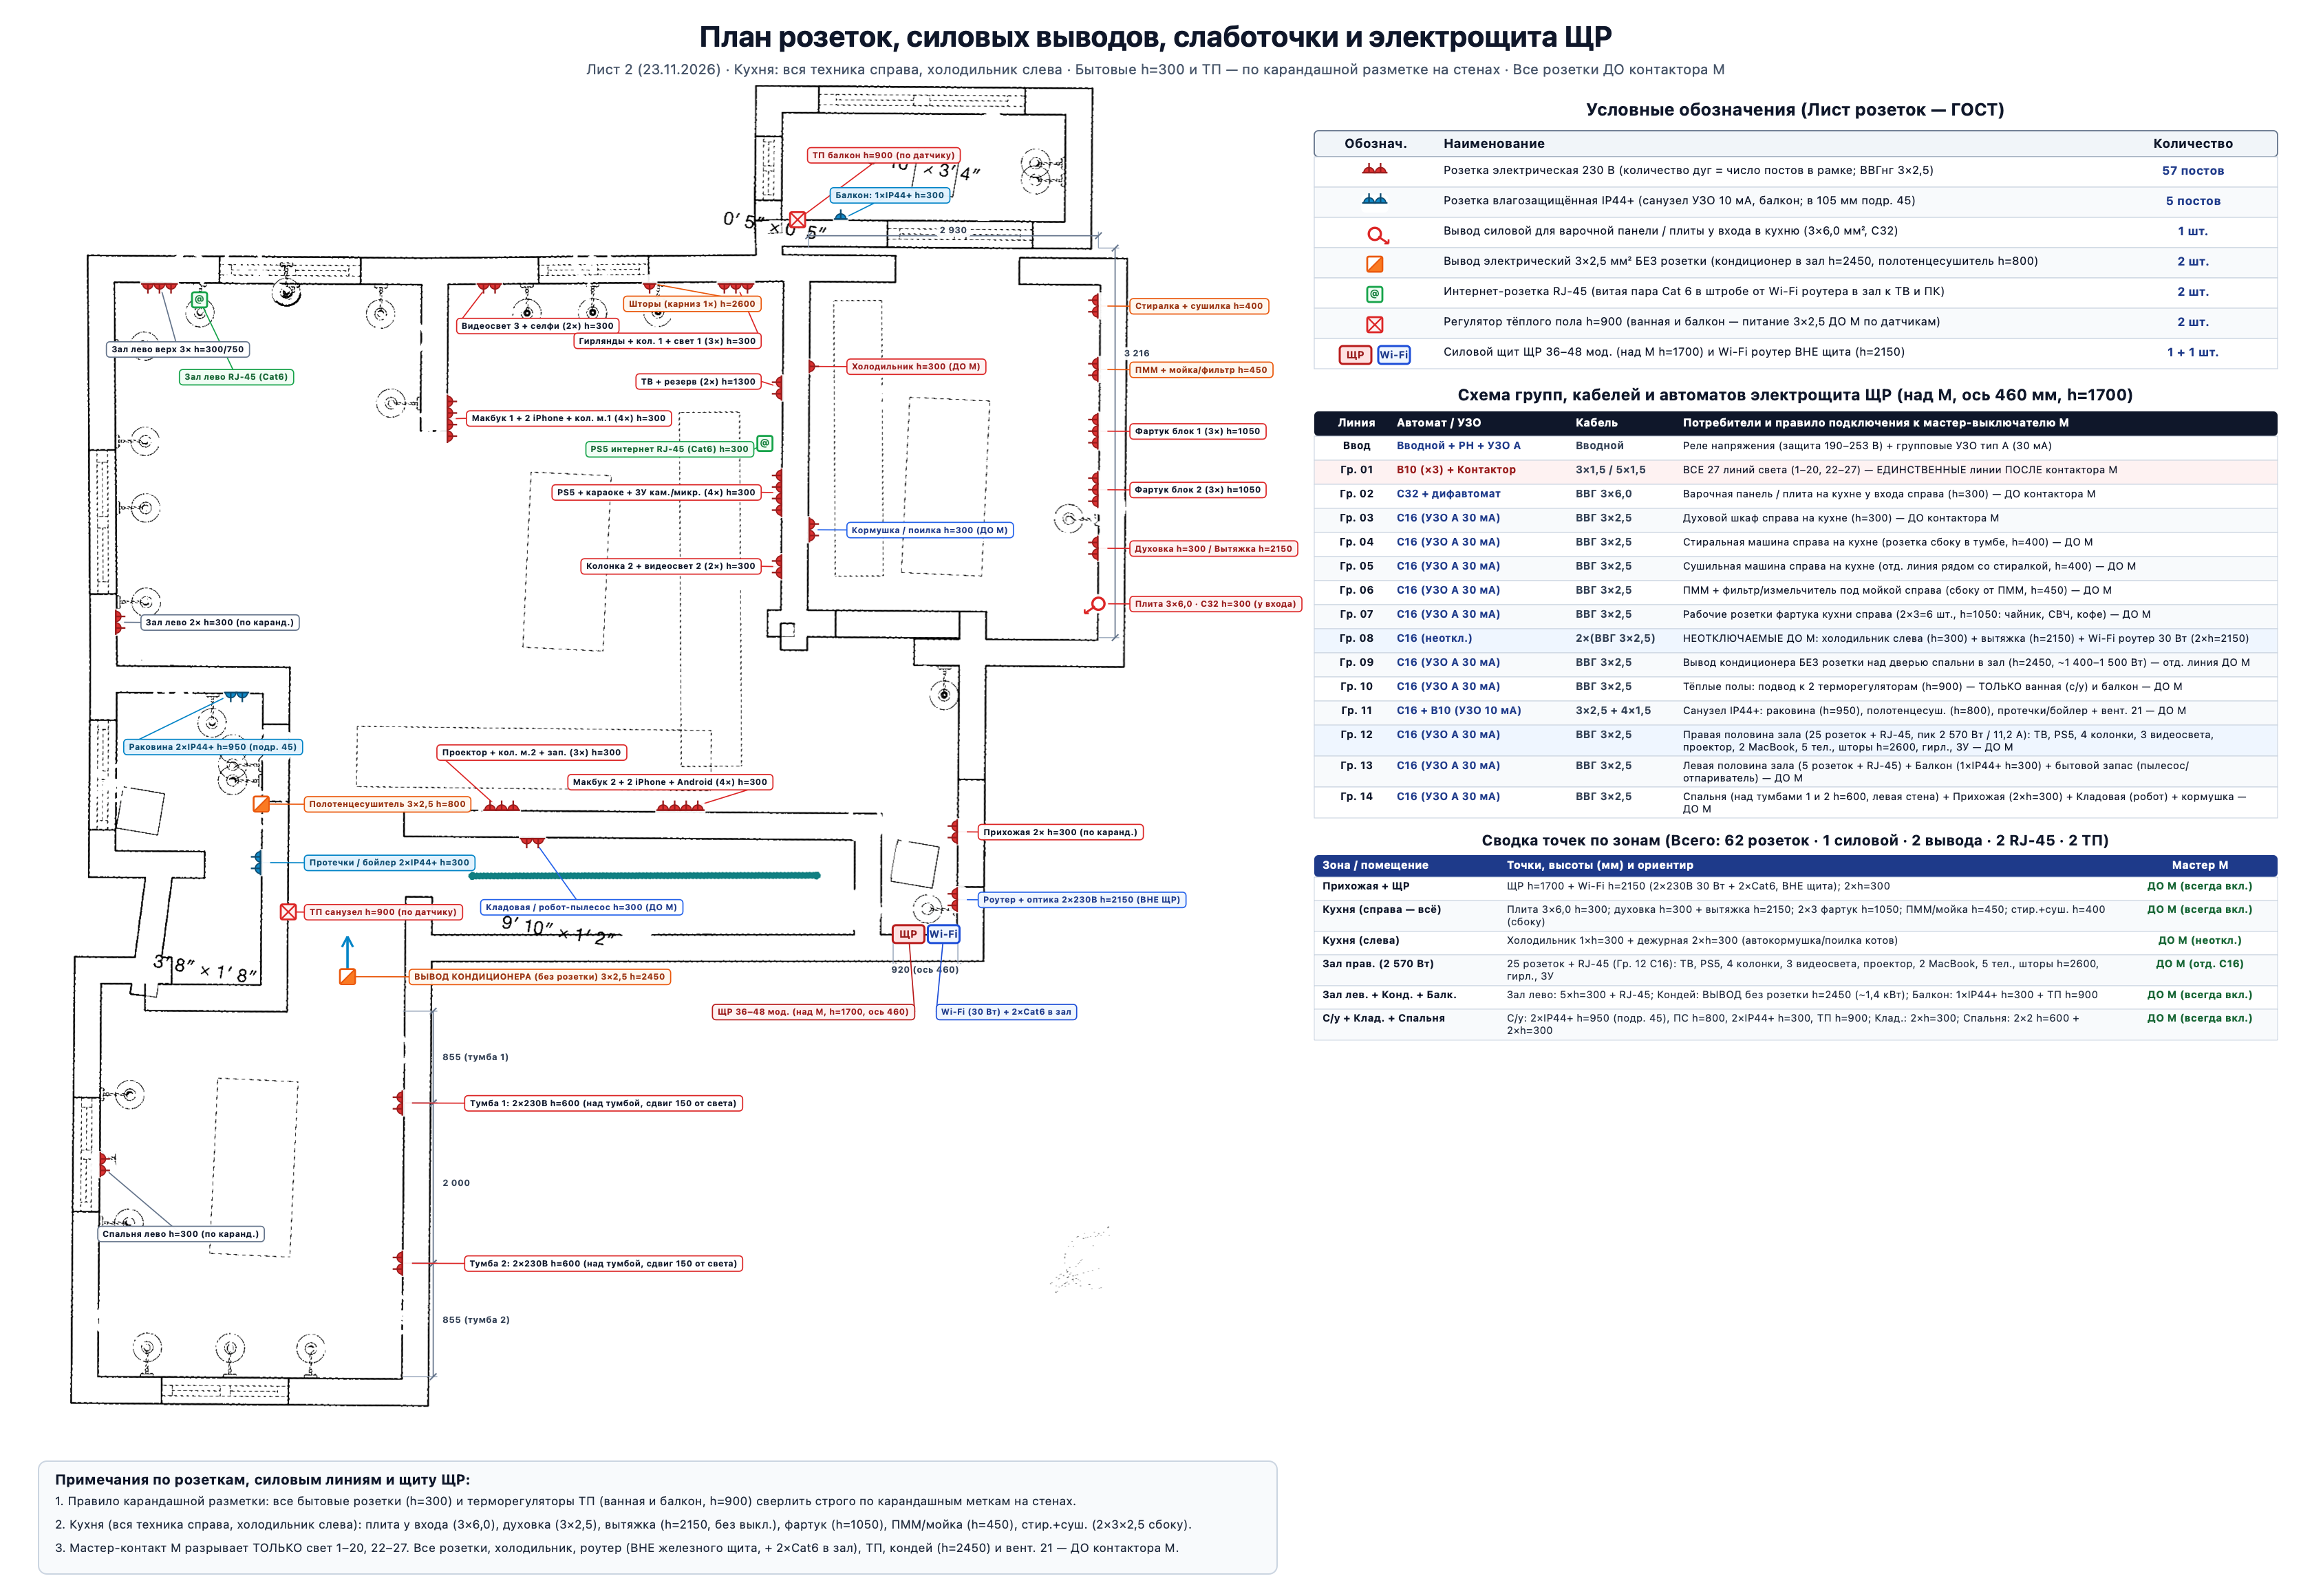 План розеток, силовых выводов, слаботочки и электрощита ЩР
Лист 2 (23.11.2026) · Кухня: вся техника справа, холодильник слева · Бытовые h=300 и ТП — по карандашной разметке на стенах · Все розетки ДО контактора М
ТП балкон h=900 (по датчику)
× 3' 4"
Балкон: 1×IP44+ h=300
0' 5" × 0' 5"
2 930
Шторы (карниз 1×) h=2600
Видеосвет 3 + селфи (2×) h=300
Гирлянды + кол. 1 + свет 1 (3×) h=300
Зал лево верх 3× h=300/750
Зал лево RJ-45 (Cat6)
@
ТВ + резерв (2×) h=1300
Макбук 1 + 2 iPhone + кол. м.1 (4×) h=300
PS5 интернет RJ-45 (Cat6) h=300
@
PS5 + караоке + ЗУ кам./микр. (4×) h=300
Колонка 2 + видеосвет 2 (2×) h=300
Холодильник h=300 (ДО М)
Кормушка / поилка h=300 (ДО М)
Стиралка + сушилка h=400
3 216
ПММ + мойка/фильтр h=450
Фартук блок 1 (3×) h=1050
Фартук блок 2 (3×) h=1050
Духовка h=300 / Вытяжка h=2150
Плита 3×6,0 · С32 h=300 (у входа)
Зал лево 2× h=300 (по каранд.)
Раковина 2×IP44+ h=950 (подр. 45)
Проектор + кол. м.2 + зап. (3×) h=300
Макбук 2 + 2 iPhone + Android (4×) h=300
Полотенцесушитель 3×2,5 h=800
Прихожая 2× h=300 (по каранд.)
Протечки / бойлер 2×IP44+ h=300
Роутер + оптика 2×230В h=2150 (ВНЕ ЩР)
ТП санузел h=900 (по датчику)
Кладовая / робот-пылесос h=300 (ДО М)
9' 10" × 1' 2"
ЩР
Wi-Fi
920 (ось 460)
3' 8" × 1' 8"
ВЫВОД КОНДИЦИОНЕРА (без розетки) 3×2,5 h=2450
ЩР 36–48 мод. (над М, h=1700, ось 460)
Wi-Fi (30 Вт) + 2×Cat6 в зал
855 (тумба 1)
Тумба 1: 2×230В h=600 (над тумбой, сдвиг 150 от света)
2 000
Спальня лево h=300 (по каранд.)
Тумба 2: 2×230В h=600 (над тумбой, сдвиг 150 от света)
855 (тумба 2)
Примечания по розеткам, силовым линиям и щиту ЩР:
1. Правило карандашной разметки: все бытовые розетки (h=300) и терморегуляторы ТП (ванная и балкон, h=900) сверлить строго по карандашным меткам на стенах.
2. Кухня (вся техника справа, холодильник слева): плита у входа (3×6,0), духовка (3×2,5), вытяжка (h=2150, без выкл.), фартук (h=1050), ПММ/мойка (h=450), стир.+суш. (2×3×2,5 сбоку).
3. Мастер-контакт М разрывает ТОЛЬКО свет 1–20, 22–27. Все розетки, холодильник, роутер (ВНЕ железного щита, + 2×Cat6 в зал), ТП, кондей (h=2450) и вент. 21 — ДО контактора М.
Условные обозначения (Лист розеток — ГОСТ)
Обознач. Наименование Количество
Розетка электрическая 230 В (количество дуг = число постов в рамке; ВВГнг 3×2,5) 57 постов
Розетка влагозащищённая IP44+ (санузел УЗО 10 мА, балкон; в 105 мм подр. 45) 5 постов
Вывод силовой для варочной панели / плиты у входа в кухню (3×6,0 мм², С32) 1 шт.
Вывод электрический 3×2,5 мм² БЕЗ розетки (кондиционер в зал h=2450, полотенцесушитель h=800) 2 шт.
@ Интернет-розетка RJ-45 (витая пара Cat 6 в штробе от Wi-Fi роутера в зал к ТВ и ПК) 2 шт.
Регулятор тёплого пола h=900 (ванная и балкон — питание 3×2,5 ДО М по датчикам) 2 шт.
ЩР Wi-Fi Силовой щит ЩР 36–48 мод. (над М h=1700) и Wi-Fi роутер ВНЕ щита (h=2150) 1 + 1 шт.
Схема групп, кабелей и автоматов электрощита ЩР (над М, ось 460 мм, h=1700)
Линия Автомат / УЗО Кабель Потребители и правило подключения к мастер-выключателю М
Ввод Вводной + РН + УЗО А Вводной Реле напряжения (защита 190–253 В) + групповые УЗО тип А (30 мА)
Гр. 01 В10 (×3) + Контактор 3×1,5 / 5×1,5 ВСЕ 27 линий света (1–20, 22–27) — ЕДИНСТВЕННЫЕ линии ПОСЛЕ контактора М
Гр. 02 С32 + дифавтомат ВВГ 3×6,0 Варочная панель / плита на кухне у входа справа (h=300) — ДО контактора М
Гр. 03 С16 (УЗО А 30 мА) ВВГ 3×2,5 Духовой шкаф справа на кухне (h=300) — ДО контактора М
Гр. 04 С16 (УЗО А 30 мА) ВВГ 3×2,5 Стиральная машина справа на кухне (розетка сбоку в тумбе, h=400) — ДО М
Гр. 05 С16 (УЗО А 30 мА) ВВГ 3×2,5 Сушильная машина справа на кухне (отд. линия рядом со стиралкой, h=400) — ДО М
Гр. 06 С16 (УЗО А 30 мА) ВВГ 3×2,5 ПММ + фильтр/измельчитель под мойкой справа (сбоку от ПММ, h=450) — ДО М
Гр. 07 С16 (УЗО А 30 мА) ВВГ 3×2,5 Рабочие розетки фартука кухни справа (2×3=6 шт., h=1050: чайник, СВЧ, кофе) — ДО М
Гр. 08 С16 (неоткл.) 2×(ВВГ 3×2,5) НЕОТКЛЮЧАЕМЫЕ ДО М: холодильник слева (h=300) + вытяжка (h=2150) + Wi-Fi роутер 30 Вт (2×h=2150)
Гр. 09 С16 (УЗО А 30 мА) ВВГ 3×2,5 Вывод кондиционера БЕЗ розетки над дверью спальни в зал (h=2450, ~1 400–1 500 Вт) — отд. линия ДО М
Гр. 10 С16 (УЗО А 30 мА) ВВГ 3×2,5 Тёплые полы: подвод к 2 терморегуляторам (h=900) — ТОЛЬКО ванная (с/у) и балкон — ДО М
Гр. 11 С16 + В10 (УЗО 10 мА) 3×2,5 + 4×1,5 Санузел IP44+: раковина (h=950), полотенцесуш. (h=800), протечки/бойлер + вент. 21 — ДО М
Гр. 12 С16 (УЗО А 30 мА) ВВГ 3×2,5 Правая половина зала (25 розеток + RJ-45, пик 2 570 Вт / 11,2 А): ТВ, PS5, 4 колонки, 3 видеосвета,
проектор, 2 MacBook, 5 тел., шторы h=2600, гирл., ЗУ — ДО М
Гр. 13 С16 (УЗО А 30 мА) ВВГ 3×2,5 Левая половина зала (5 розеток + RJ-45) + Балкон (1×IP44+ h=300) + бытовой запас (пылесос/
отпариватель) — ДО М
Гр. 14 С16 (УЗО А 30 мА) ВВГ 3×2,5 Спальня (над тумбами 1 и 2 h=600, левая стена) + Прихожая (2×h=300) + Кладовая (робот) + кормушка —
ДО М
Сводка точек по зонам (Всего: 62 розеток · 1 силовой · 2 вывода · 2 RJ-45 · 2 ТП)
Зона / помещение Точки, высоты (мм) и ориентир Мастер М
Прихожая + ЩР ЩР h=1700 + Wi-Fi h=2150 (2×230В 30 Вт + 2×Cat6, ВНЕ щита); 2×h=300 ДО М (всегда вкл.)
Кухня (справа — всё) Плита 3×6,0 h=300; духовка h=300 + вытяжка h=2150; 2×3 фартук h=1050; ПММ/мойка h=450; стир.+суш. h=400 ДО М (всегда вкл.)
(сбоку)
Кухня (слева) Холодильник 1×h=300 + дежурная 2×h=300 (автокормушка/поилка котов) ДО М (неоткл.)
Зал прав. (2 570 Вт) 25 розеток + RJ-45 (Гр. 12 С16): ТВ, PS5, 4 колонки, 3 видеосвета, проектор, 2 MacBook, 5 тел., шторы h=2600, ДО М (отд. С16)
гирл., ЗУ
Зал лев. + Конд. + Балк. Зал лево: 5×h=300 + RJ-45; Кондей: ВЫВОД без розетки h=2450 (~1,4 кВт); Балкон: 1×IP44+ h=300 + ТП h=900 ДО М (всегда вкл.)
С/у + Клад. + Спальня С/у: 2×IP44+ h=950 (подр. 45), ПС h=800, 2×IP44+ h=300, ТП h=900; Клад.: 2×h=300; Спальня: 2×2 h=600 + ДО М (всегда вкл.)
2×h=300